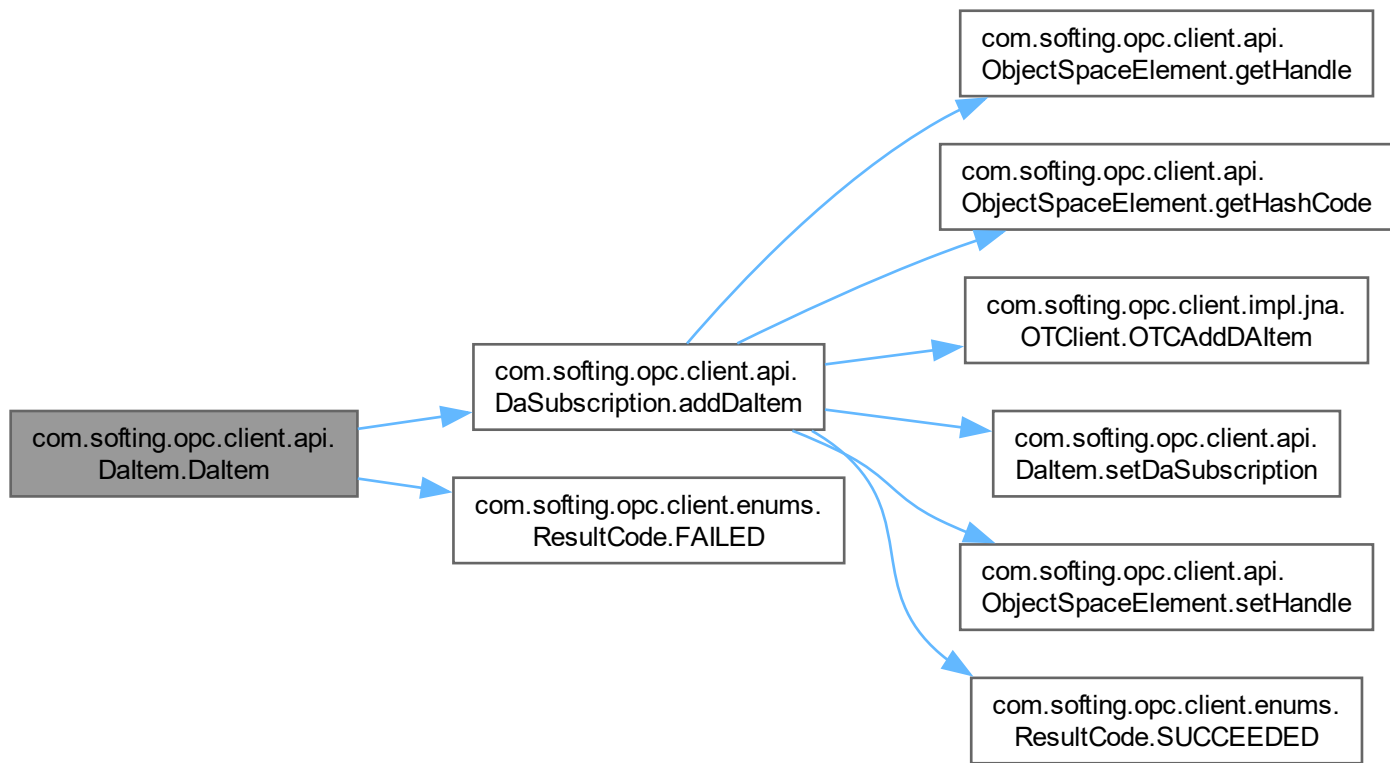 com.softing.opc.client.api.
ObjectSpaceElement.getHandle
com.softing.opc.client.api.
ObjectSpaceElement.getHashCode
com.softing.opc.client.impl.jna.
OTClient.OTCAddDAItem
com.softing.opc.client.api.
DaSubscription.addDaItem
com.softing.opc.client.api.
DaItem.DaItem
com.softing.opc.client.api.
DaItem.setDaSubscription
com.softing.opc.client.enums.
ResultCode.FAILED
com.softing.opc.client.api.
ObjectSpaceElement.setHandle
com.softing.opc.client.enums.
ResultCode.SUCCEEDED